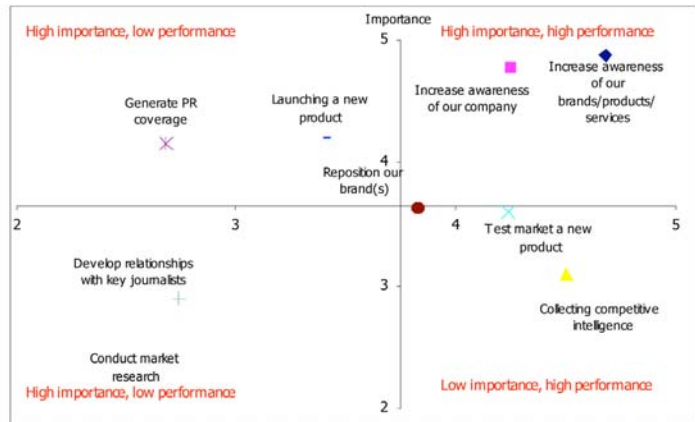 Importance
High importance, low performance
High importance, high performance
5
Increase awareness
of our company
Increase awareness
of our
brands/products/
services
Generate PR
coverage
Launching a new
product
4
Reposition our
brand(s)
2
3
4
5
Test market a new
product
Develop relationships
with key journalists
3
Collecting competitive
intelligence
Conduct market
research
High importance, low performance
Low importance, high performance
2